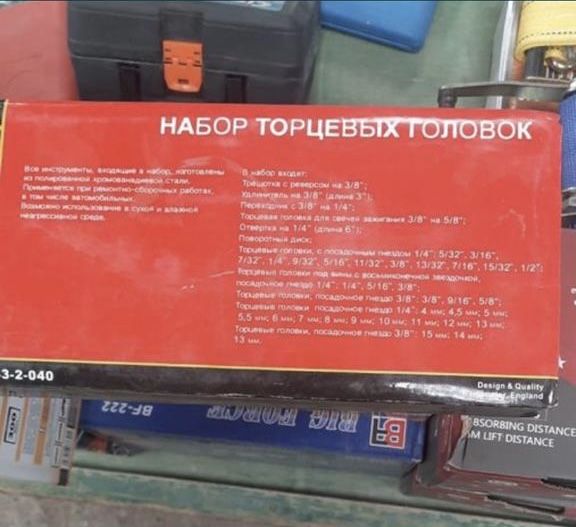 НАБОР ТОРЦЕВЫХ ГОЛОВОК
Все инструменты, входящие в набор, изготовлены
из полированной хромованадиевой стали.
Применяется при ремонтно-сборочных работах,
в том числе автомобильных.
Возможно использование в сухой и влажной
неагрессивной среде.
В набор входит:
Трещотка с реверсом на 3/8";
Удлинитель на 3/8" (длина 3");
Переходник с 3/8" на 1/4";
Торцевая головка для свечей зажигания 3/8" на 5/8";
Отвертка на 1/4" (длина 6");
Поворотный диск;
Торцевые головки, с посадочным гнездом 1/4": 5/32", 3/16",
7/32", 1/4", 9/32", 5/16", 11/32", 3/8", 13/32", 7/16", 15/32", 1/2";
Торцевые головки под винты с восьмиконечной звездочкой,
посадочное гнездо 1/4": 1/4", 5/16", 3/8";
Торцевые головки, посадочное гнездо 3/8": 3/8", 9/16", 5/8";
Торцевые головки, посадочное гнездо 1/4": 4 мм; 4,5 мм; 5 мм;
5,5 мм; 6 мм; 7 мм; 8 мм; 9 мм; 10 мм; 11 мм; 12 мм; 13 мм;
Торцевые головки, посадочное гнездо 3/8": 15 мм; 14 мм;
13 мм.
3-2-040
Design & Quality
England
BIG FORCE
BF-222
BSORBING DISTANCE
M LIFT DISTANCE